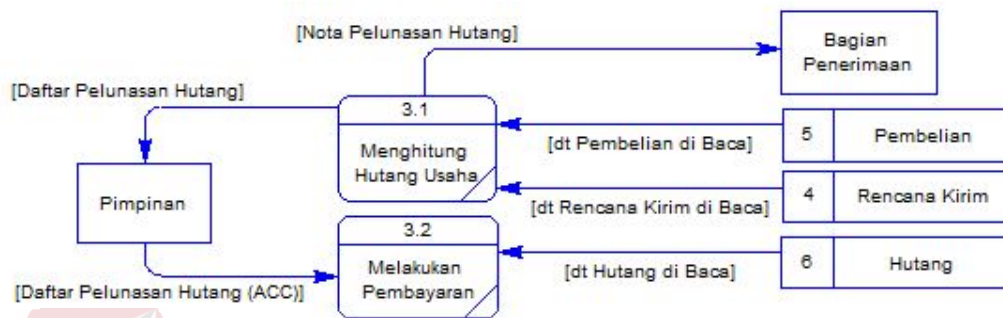 [Nota Pelunasan Hutang]
Bagian
Penerimaan
[Daftar Pelunasan Hutang]
3.1
Menghitung
Hutang Usaha
[dt Pembelian di Baca]
5 Pembelian
Pimpinan
[dt Rencana Kirim di Baca]
4 Rencana Kirim
3.2
Melakukan
Pembayaran
[dt Hutang di Baca]
6 Hutang
[Daftar Pelunasan Hutang (ACC)]